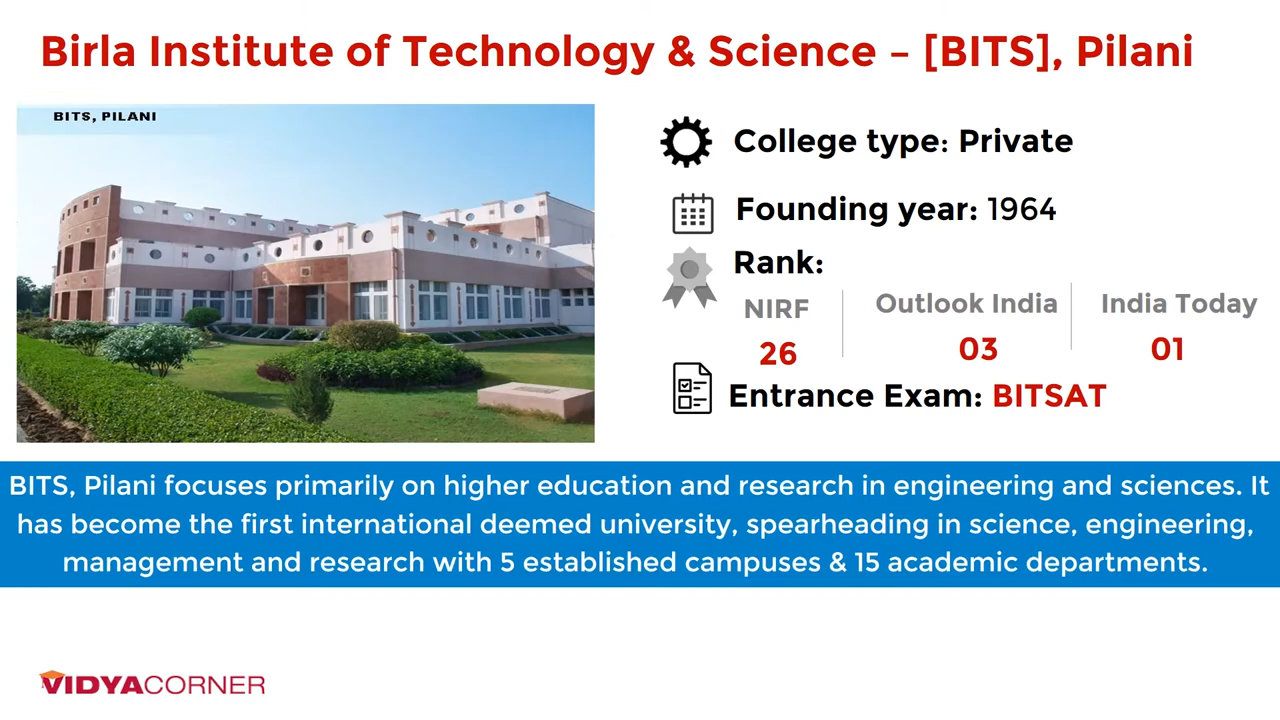 Birla Institute of Technology & Science – [BITS], Pilani
BITS, PILANI
College type: Private
Founding year: 1964
Rank:
NIRF
Outlook India
India Today
26
03
01
Entrance Exam: BITSAT
BITS, Pilani focuses primarily on higher education and research in engineering and sciences. It
has become the first international deemed university, spearheading in science, engineering,
management and research with 5 established campuses & 15 academic departments.
VIDYACORNER